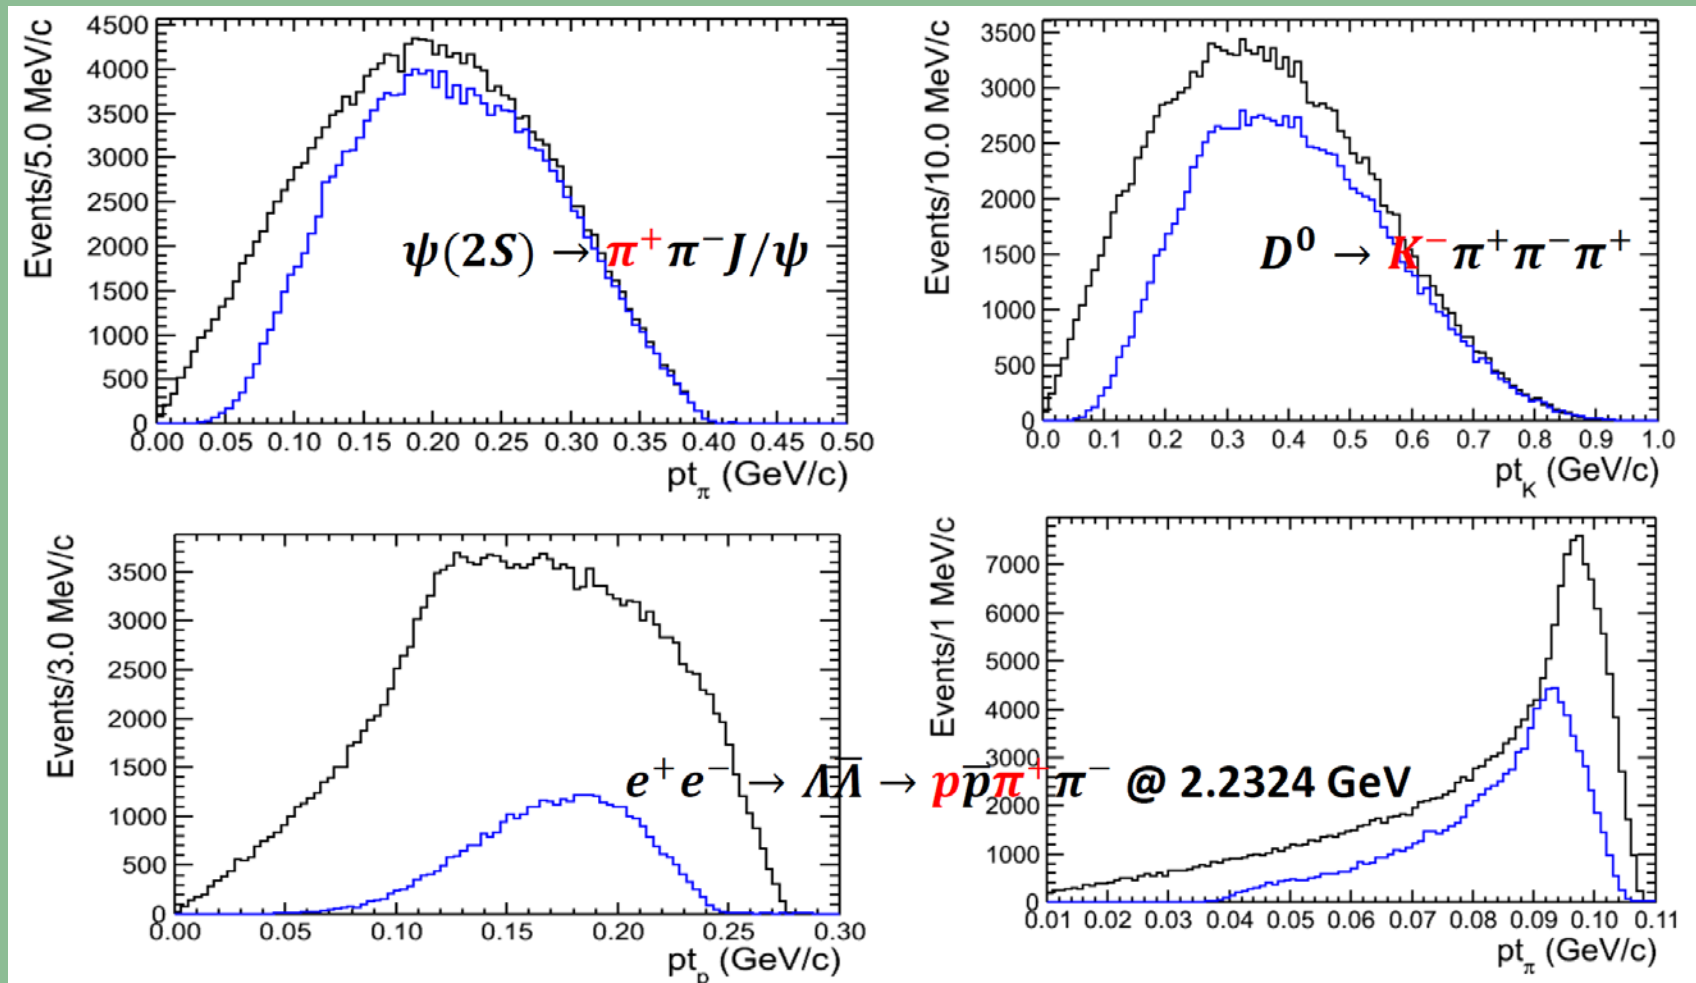 Events/5.0 MeV/c
4500
4000
3500
3000
2500
2000
1500
1000
500
0
ψ(2S) → π⁺π⁻J/ψ
0.00 0.05 0.10 0.15 0.20 0.25 0.30 0.35 0.40 0.45 0.50
pt_π (GeV/c)
Events/10.0 MeV/c
3500
3000
2500
2000
1500
1000
500
0
D⁰ → K⁻π⁺π⁻π⁺
0.0 0.1 0.2 0.3 0.4 0.5 0.6 0.7 0.8 0.9 1.0
pt_K (GeV/c)
Events/3.0 MeV/c
3500
3000
2500
2000
1500
1000
500
0
0.00 0.05 0.10 0.15 0.20 0.25 0.30
pt_p (GeV/c)
e⁺e⁻ → ΛΛ̅ → pp̅π⁺π⁻ @ 2.2324 GeV
Events/1 MeV/c
7000
6000
5000
4000
3000
2000
1000
0
0.01 0.02 0.03 0.04 0.05 0.06 0.07 0.08 0.09 0.10 0.11
pt_π (GeV/c)